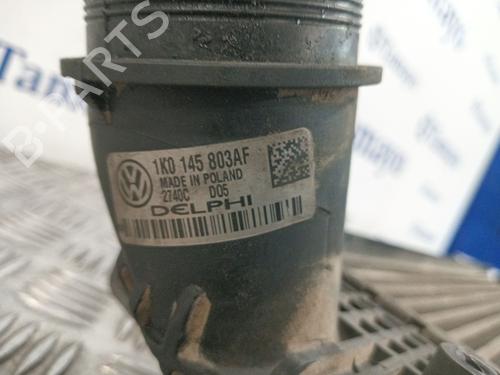 1K0 145 803AF
MADE IN POLAND
2740C D05
DELPHI
B-PARTS